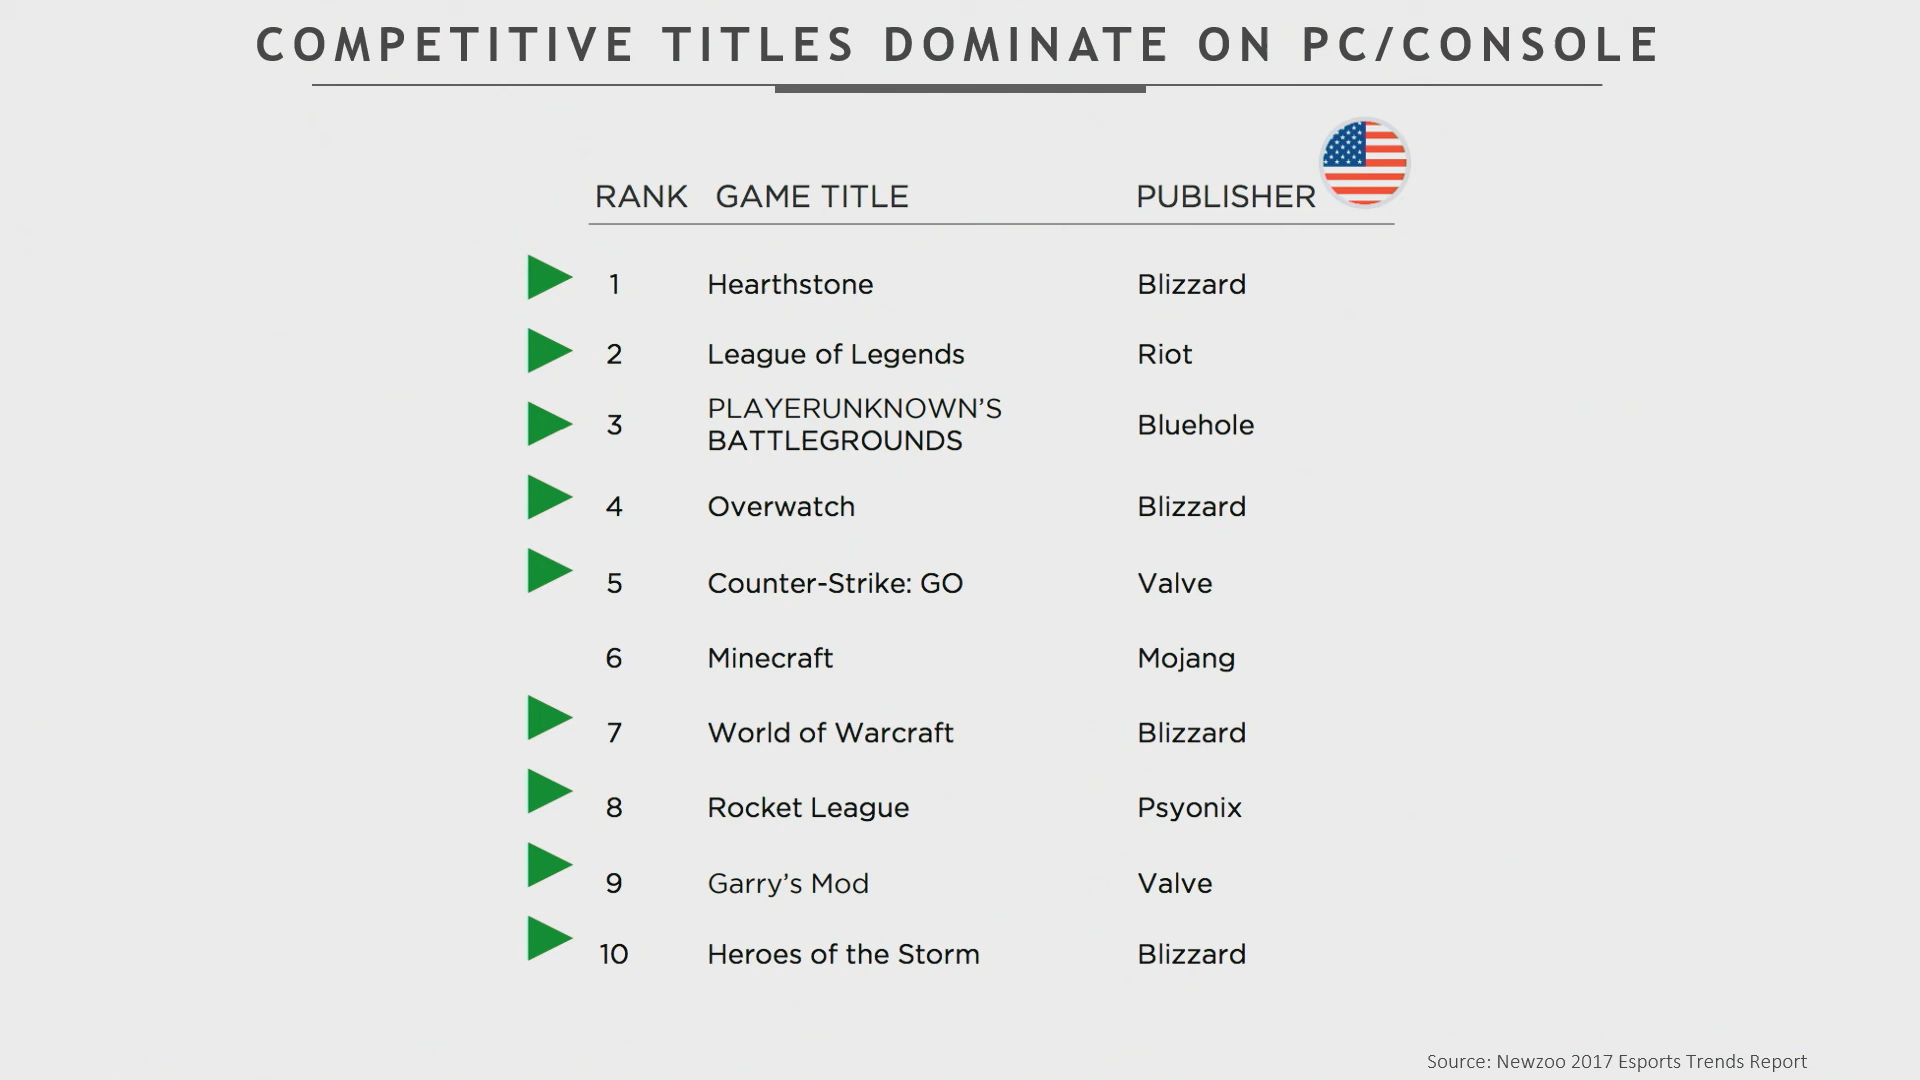 COMPETITIVE TITLES DOMINATE ON PC/CONSOLE
RANK GAME TITLE PUBLISHER
1 Hearthstone Blizzard
2 League of Legends Riot
3 PLAYERUNKNOWN’S BATTLEGROUNDS Bluehole
4 Overwatch Blizzard
5 Counter-Strike: GO Valve
6 Minecraft Mojang
7 World of Warcraft Blizzard
8 Rocket League Psyonix
9 Garry’s Mod Valve
10 Heroes of the Storm Blizzard
Source: Newzoo 2017 Esports Trends Report